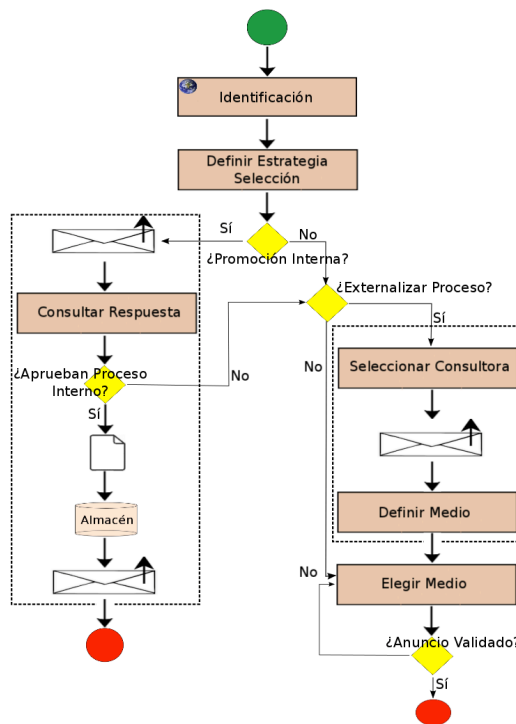 Identificación
Definir Estrategia
Selección
Sí
No
¿Promoción Interna?
¿Externalizar Proceso?
Consultar Respuesta
Sí
No
Seleccionar Consultora
¿Aprueban Proceso
Interno?
No
Sí
Almacén
Definir Medio
No
Elegir Medio
¿Anuncio Validado?
Sí